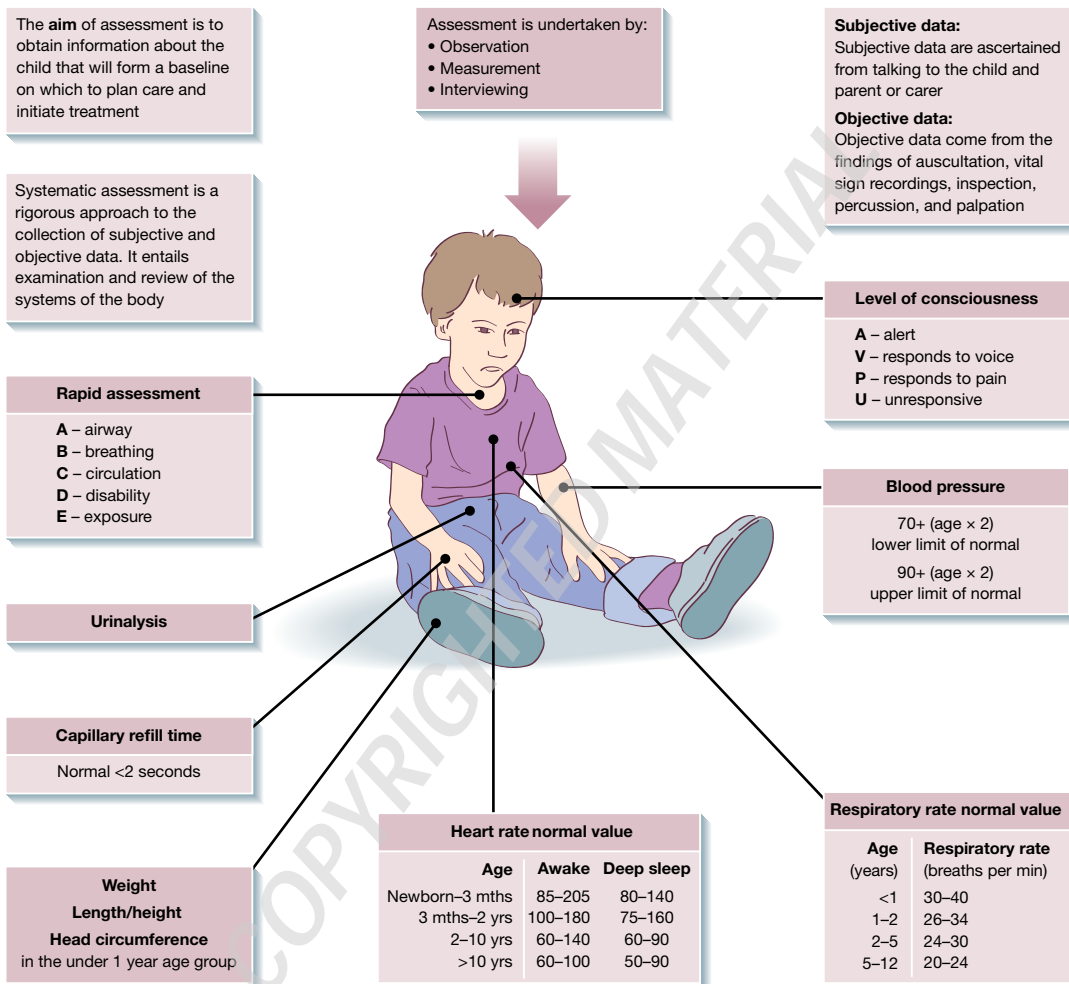 The aim of assessment is to
obtain information about the
child that will form a baseline
on which to plan care and
initiate treatment
Assessment is undertaken by:
• Observation
• Measurement
• Interviewing
Subjective data:
Subjective data are ascertained
from talking to the child and
parent or carer
Objective data:
Objective data come from the
findings of auscultation, vital
sign recordings, inspection,
percussion, and palpation
Systematic assessment is a
rigorous approach to the
collection of subjective and
objective data. It entails
examination and review of the
systems of the body
Level of consciousness
A – alert
V – responds to voice
P – responds to pain
U – unresponsive
Rapid assessment
A – airway
B – breathing
C – circulation
D – disability
E – exposure
Blood pressure
70+ (age × 2)
lower limit of normal
90+ (age × 2)
upper limit of normal
Urinalysis
Capillary refill time
Normal <2 seconds
Weight
Length/height
Head circumference
in the under 1 year age group
Heart rate normal value
Age Awake Deep sleep
Newborn–3 mths 85–205 80–140
3 mths–2 yrs 100–180 75–160
2–10 yrs 60–140 60–90
>10 yrs 60–100 50–90
Respiratory rate normal value
Age Respiratory rate
(years) (breaths per min)
<1 30–40
1–2 26–34
2–5 24–30
5–12 20–24
COPYRIGHTED MATERIAL